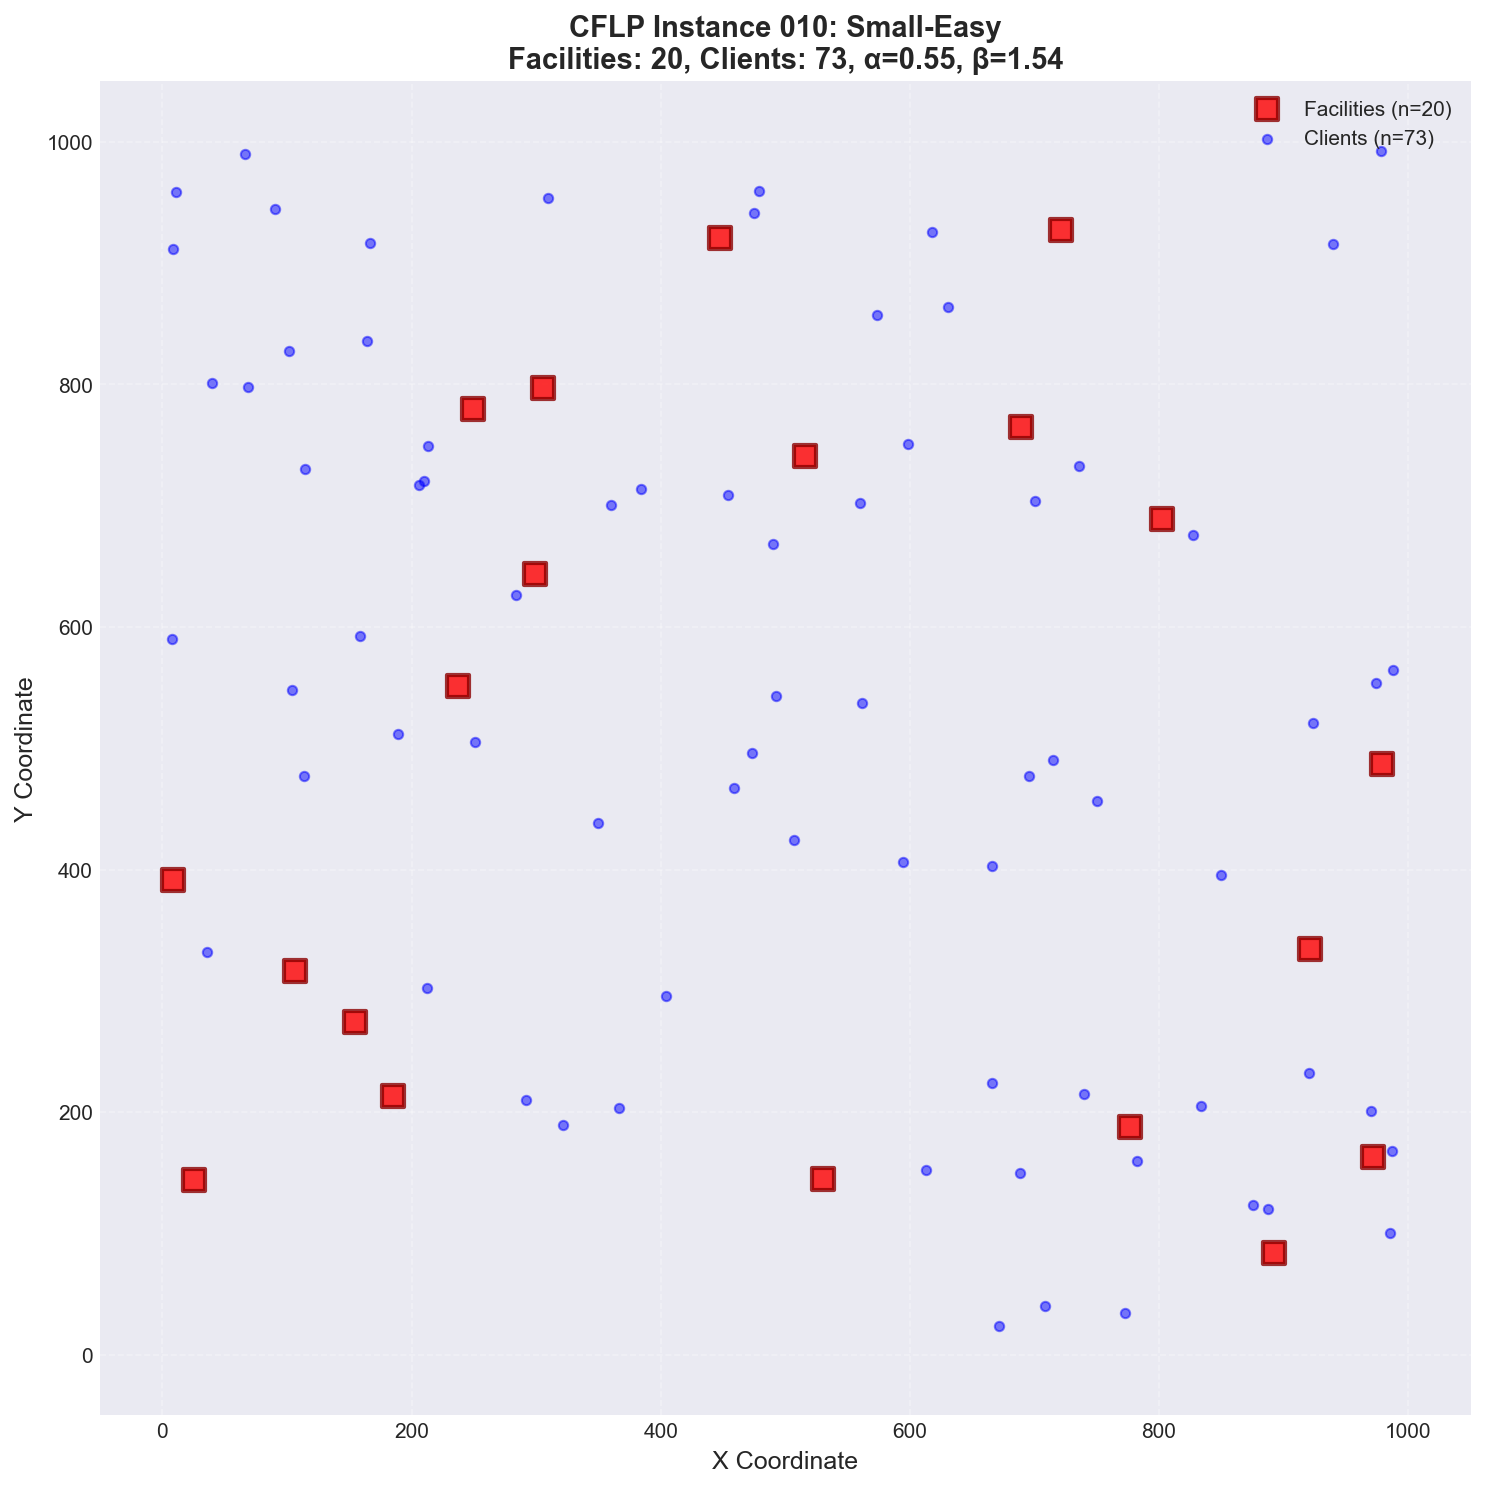 CFLP Instance 010: Small-Easy
Facilities: 20, Clients: 73, α=0.55, β=1.54
Facilities (n=20)
Clients (n=73)
1000
800
600
400
200
0
Y Coordinate
0 200 400 600 800 1000
X Coordinate